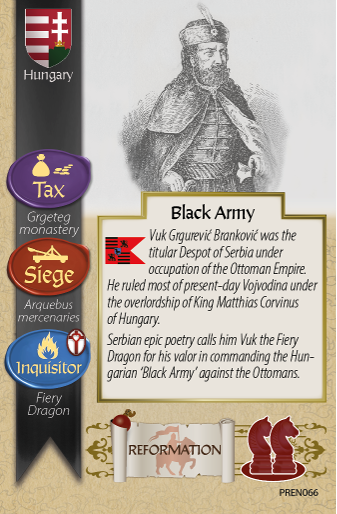 Hungary
Tax
Grgeteg
monastery
Siege
Arquebus
mercenaries
Inquisitor
Fiery
Dragon
Black Army
Vuk Grgurević Branković was the
titular Despot of Serbia under
occupation of the Ottoman Empire.
He ruled most of present-day Vojvodina under
the overlordship of King Matthias Corvinus
of Hungary.
Serbian epic poetry calls him Vuk the Fiery
Dragon for his valor in commanding the Hun-
garian ‘Black Army’ against the Ottomans.
REFORMATION
PREN066